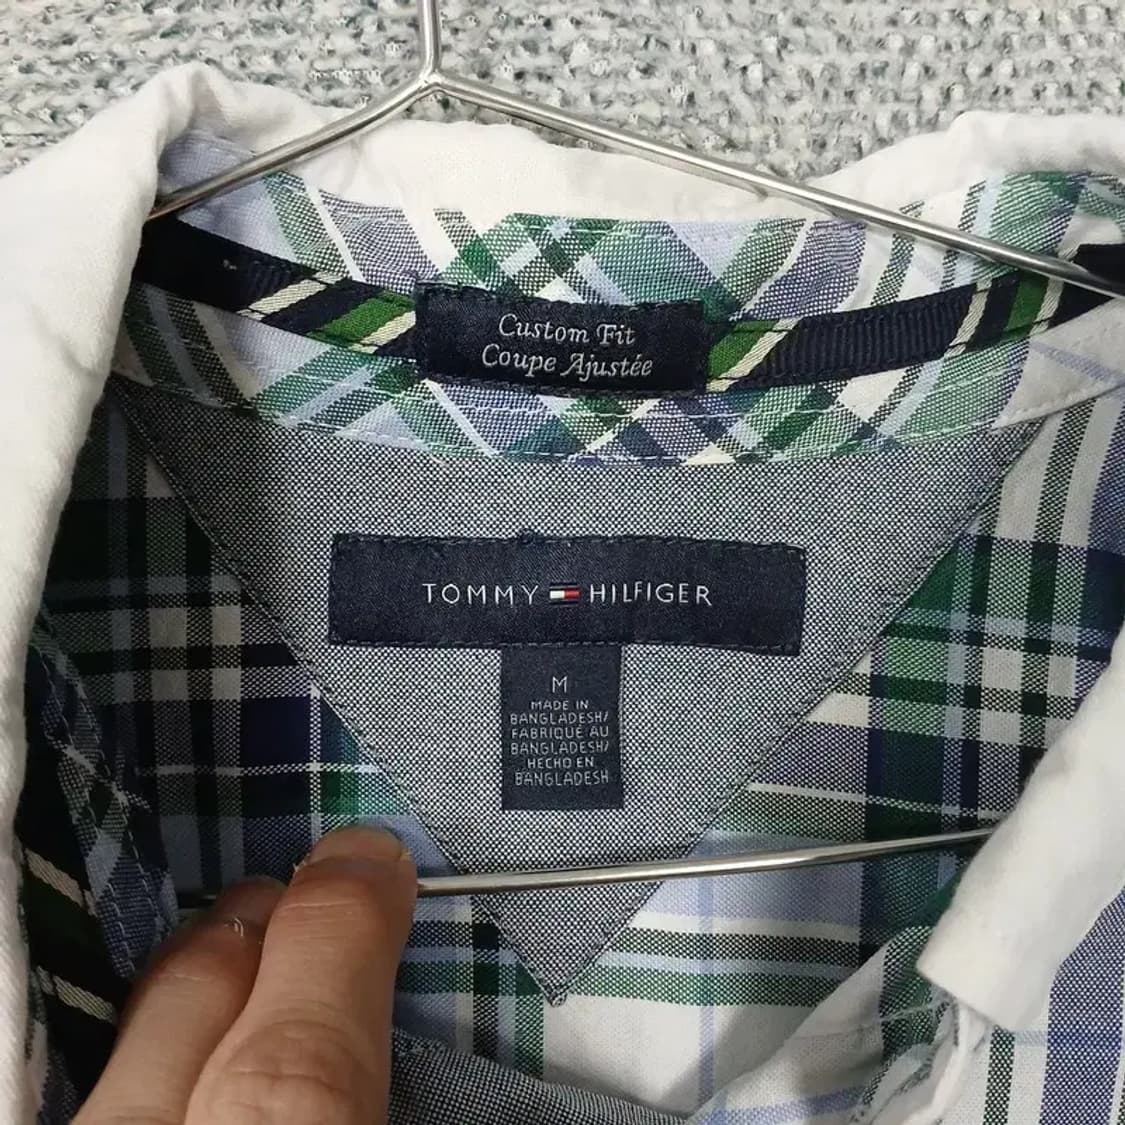 Custom Fit
Coupe Ajustée
TOMMY HILFIGER
M
MADE IN
BANGLADESH/
FABRIQUÉ AU
BANGLADESH/
HECHO EN
BANGLADESH